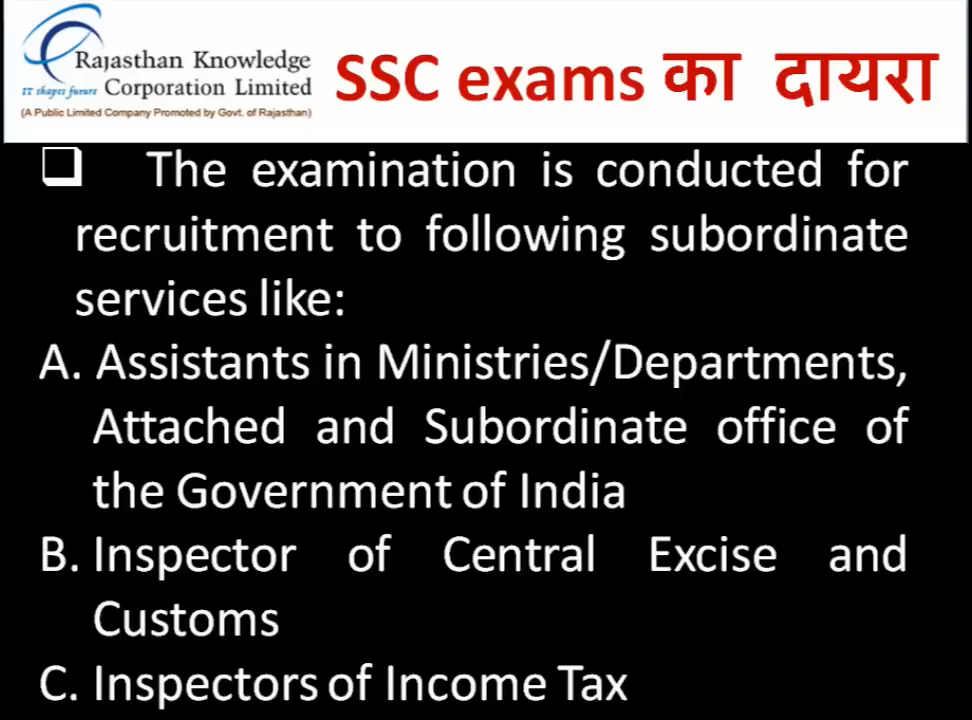 Rajasthan Knowledge
IT shapes future Corporation Limited
(A Public Limited Company Promoted by Govt. of Rajasthan)
SSC exams का दायरा
❑ The examination is conducted for
recruitment to following subordinate
services like:
A. Assistants in Ministries/Departments,
Attached and Subordinate office of
the Government of India
B. Inspector of Central Excise and
Customs
C. Inspectors of Income Tax